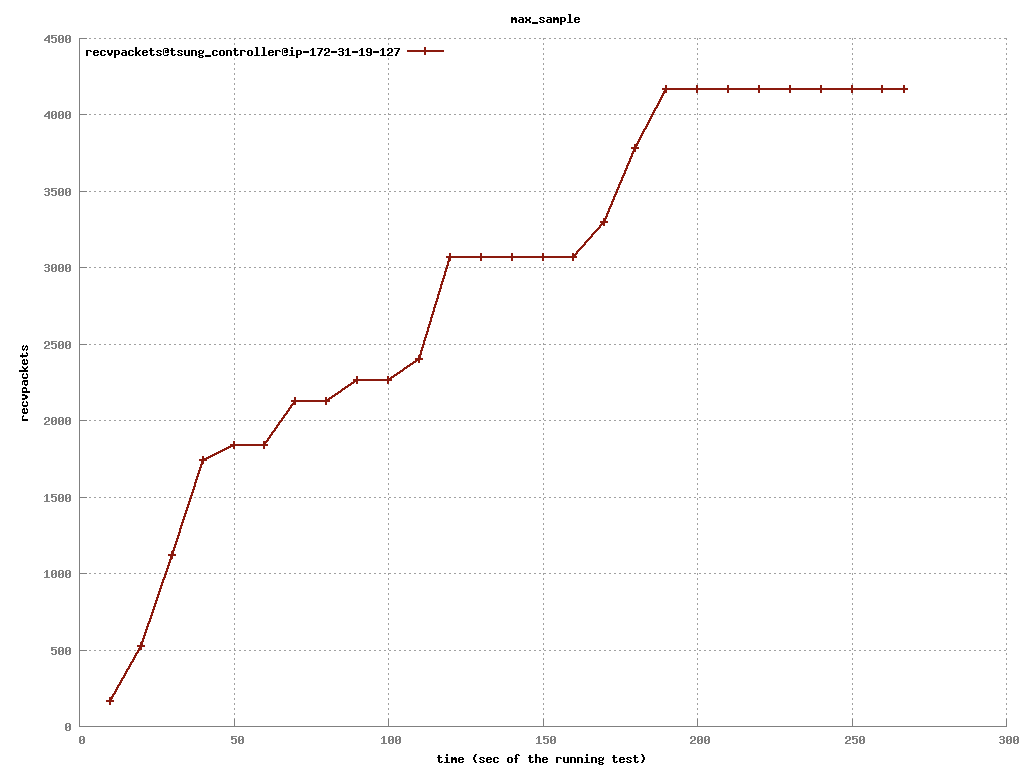 max_sample
4500
recvpackets@tsung_controller@ip-172-31-19-127
4000
3500
3000
2500
recvpackets
2000
1500
1000
500
0
0 50 100 150 200 250 300
time (sec of the running test)